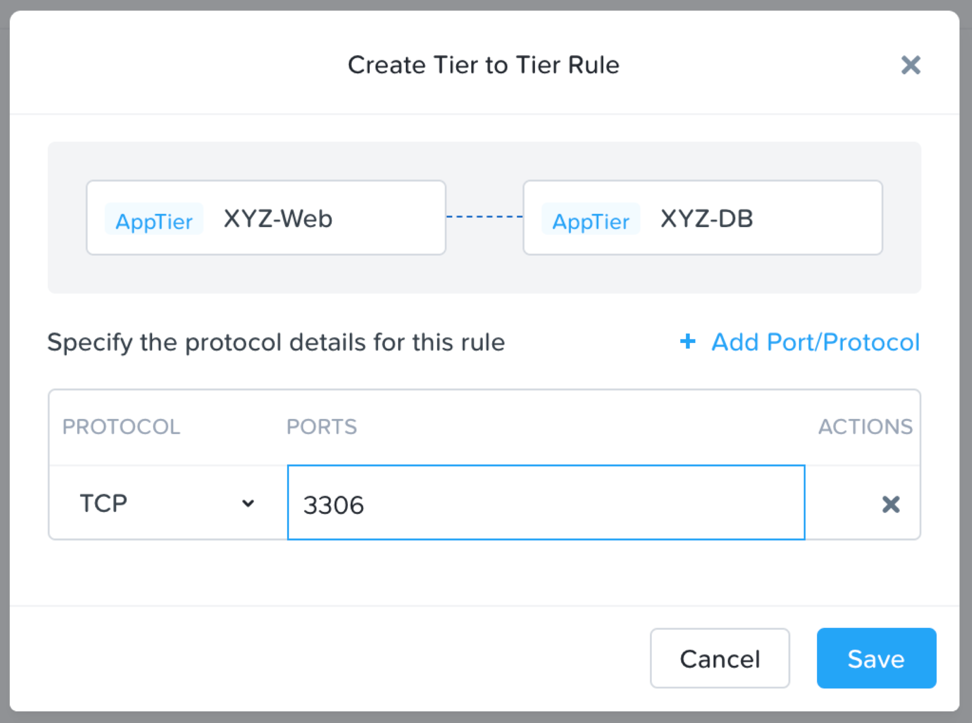 Create Tier to Tier Rule
AppTier XYZ-Web AppTier XYZ-DB
Specify the protocol details for this rule + Add Port/Protocol
PROTOCOL PORTS ACTIONS
TCP 3306
Cancel Save